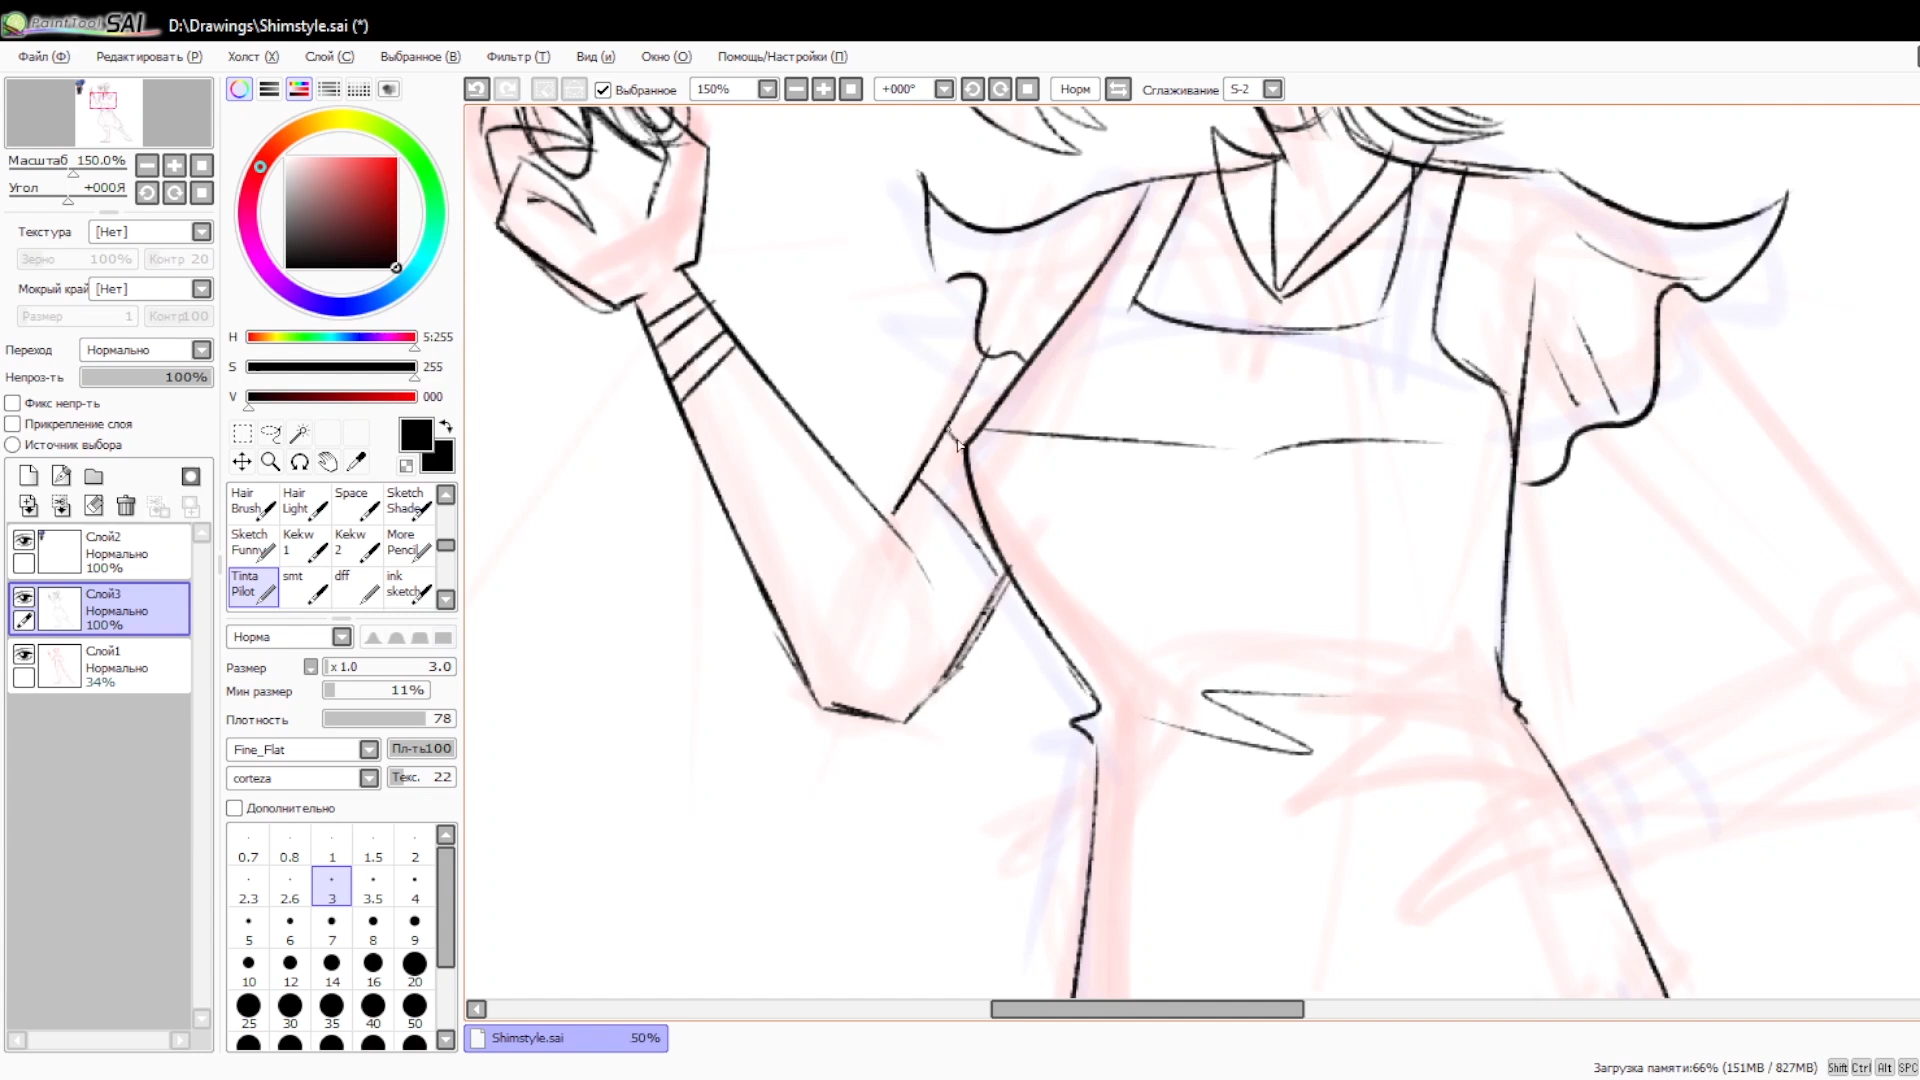 PaintTool SAI D:\Drawings\Shimstyle.sai (*)
Файл (Ф) Редактировать (Р) Холст (Х) Слой (С) Выбранное (В) Фильтр (Т) Вид (и) Окно (О) Помощь/Настройки (П)
Выбранное 150% +000° Норм Сглаживание S-2
Масштаб 150.0%
Угол +000Я
Текстура [Нет]
Зерно 100% Контр 20
Мокрый край [Нет]
Размер 1 Контр100
Переход Нормально
Непроз-ть 100%
Фикс непр-ть
Прикрепление слоя
Источник выбора
Слой2
Нормально
100%
Слой3
Нормально
100%
Слой1
Нормально
34%
H 5:255
S 255
V 000
Hair Brush
Hair Light
Space
Sketch Shade
Sketch Funny
Kekw 1
Kekw 2
More Pencil
Tinta Pilot
smt
dff
ink sketch
Норма
Размер x 1.0 3.0
Мин размер 11%
Плотность 78
Fine_Flat Пл-ть100
corteza Текс. 22
Дополнительно
0.7 0.8 1 1.5 2
2.3 2.6 3 3.5 4
5 6 7 8 9
10 12 14 16 20
25 30 35 40 50
Shimstyle.sai 50%
Загрузка памяти:66% (151MB / 827MB) Shift Ctrl Alt SPC